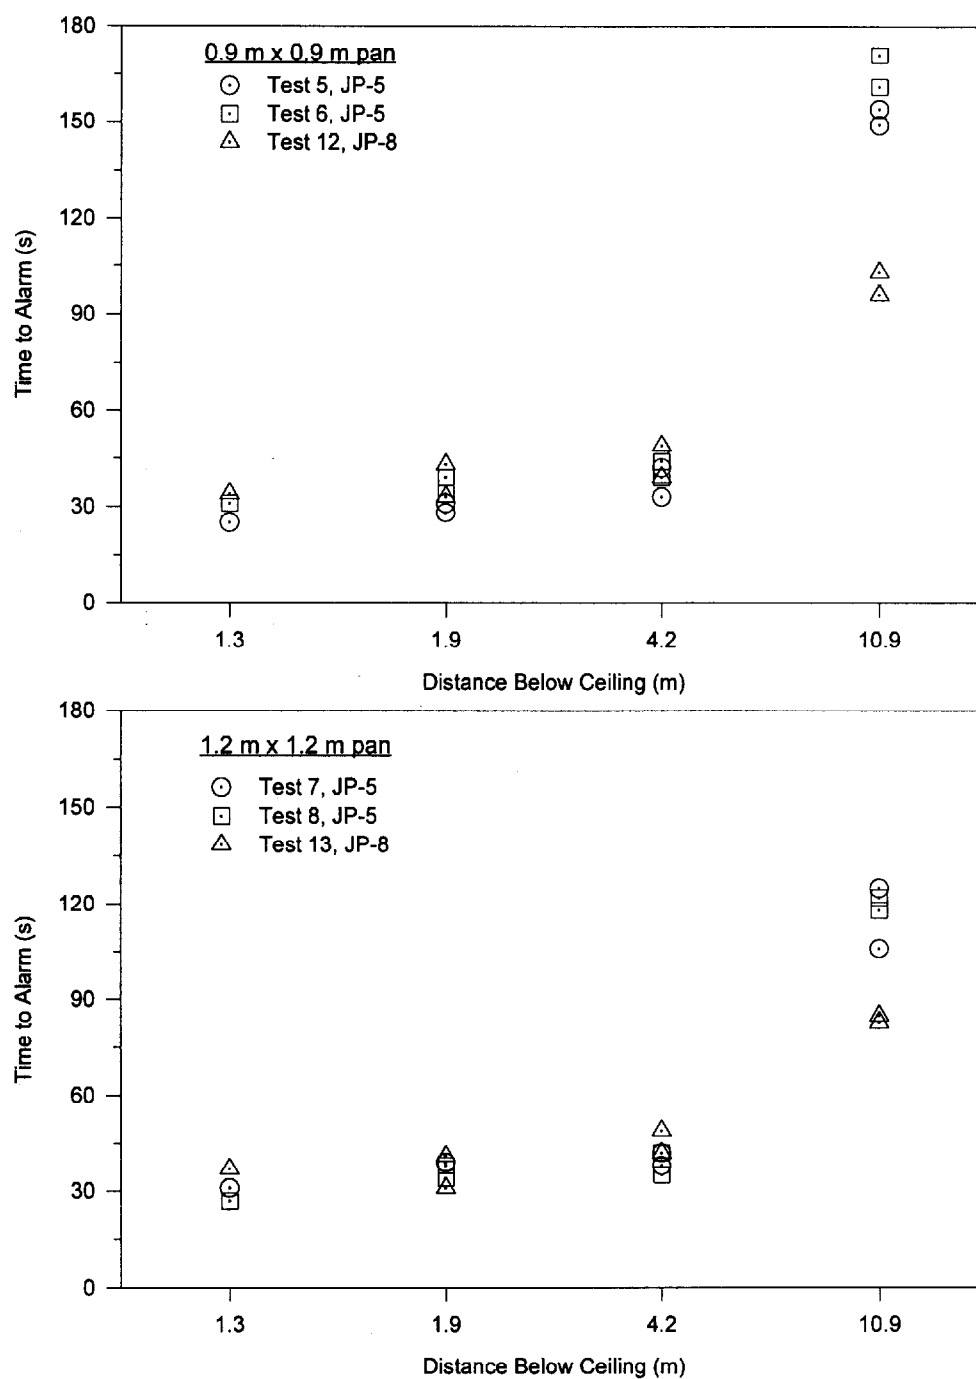 180
150
120
90
60
30
0
Time to Alarm (s)
0.9 m x 0.9 m pan
Test 5, JP-5
Test 6, JP-5
Test 12, JP-8
1.3 1.9 4.2 10.9
Distance Below Ceiling (m)
180
150
120
90
60
30
0
Time to Alarm (s)
1.2 m x 1.2 m pan
Test 7, JP-5
Test 8, JP-5
Test 13, JP-8
1.3 1.9 4.2 10.9
Distance Below Ceiling (m)